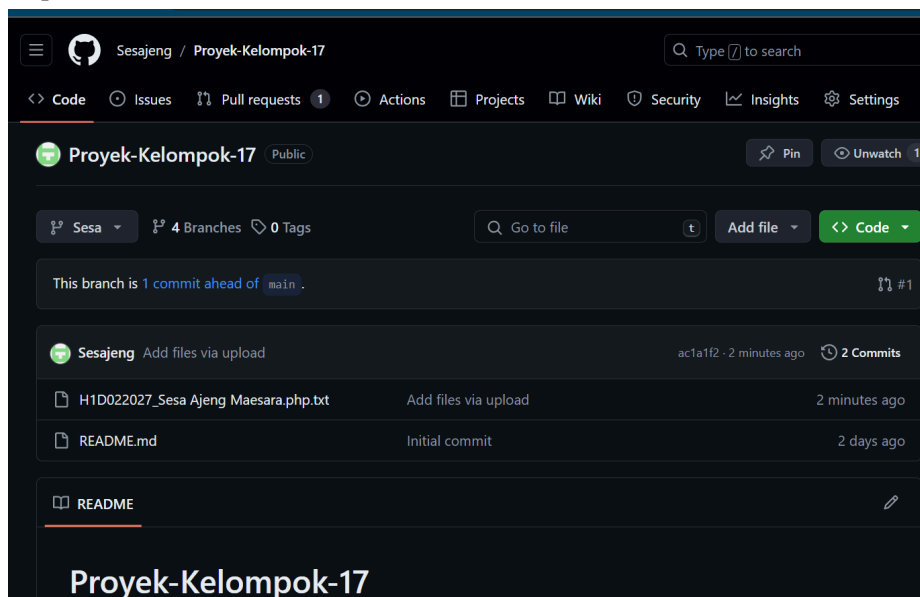 Sesajeng / Proyek-Kelompok-17
Type / to search
Code Issues Pull requests 1 Actions Projects Wiki Security Insights Settings
Proyek-Kelompok-17 Public
Pin Unwatch 1
Sesa 4 Branches 0 Tags Go to file t Add file <> Code
This branch is 1 commit ahead of main . #1
Sesajeng Add files via upload ac1a1f2 · 2 minutes ago 2 Commits
H1D022027_Sesa Ajeng Maesara.php.txt Add files via upload 2 minutes ago
README.md Initial commit 2 days ago
README
Proyek-Kelompok-17